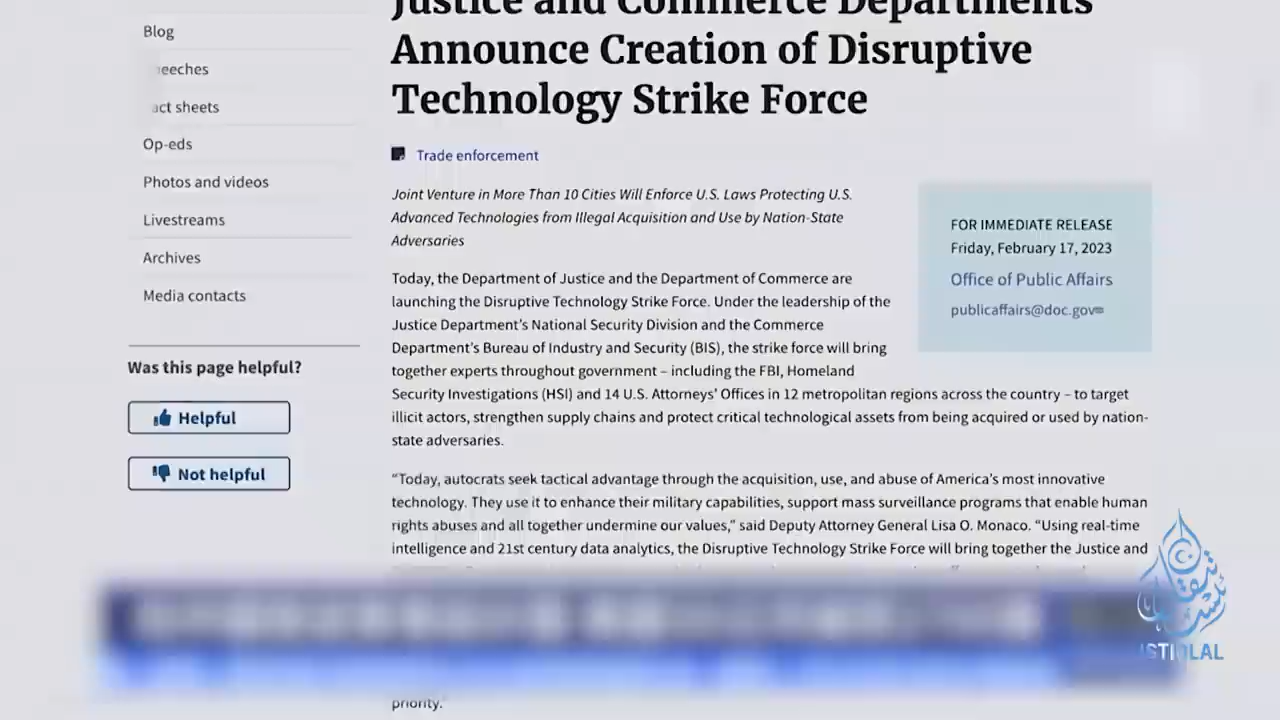 Blog
eeches
act sheets
Op-eds
Photos and videos
Livestreams
Archives
Media contacts
Was this page helpful?
Helpful
Not helpful
Justice and Commerce Departments
Announce Creation of Disruptive
Technology Strike Force
Trade enforcement
Joint Venture in More Than 10 Cities Will Enforce U.S. Laws Protecting U.S.
Advanced Technologies from Illegal Acquisition and Use by Nation-State
Adversaries
FOR IMMEDIATE RELEASE
Friday, February 17, 2023
Office of Public Affairs
publicaffairs@doc.gov
Today, the Department of Justice and the Department of Commerce are
launching the Disruptive Technology Strike Force. Under the leadership of the
Justice Department's National Security Division and the Commerce
Department's Bureau of Industry and Security (BIS), the strike force will bring
together experts throughout government – including the FBI, Homeland
Security Investigations (HSI) and 14 U.S. Attorneys' Offices in 12 metropolitan regions across the country – to target
illicit actors, strengthen supply chains and protect critical technological assets from being acquired or used by nation-
state adversaries.
"Today, autocrats seek tactical advantage through the acquisition, use, and abuse of America's most innovative
technology. They use it to enhance their military capabilities, support mass surveillance programs that enable human
rights abuses and all together undermine our values," said Deputy Attorney General Lisa O. Monaco. "Using real-time
intelligence and 21st century data analytics, the Disruptive Technology Strike Force will bring together the Justice and
priority."
ISTIQLAL